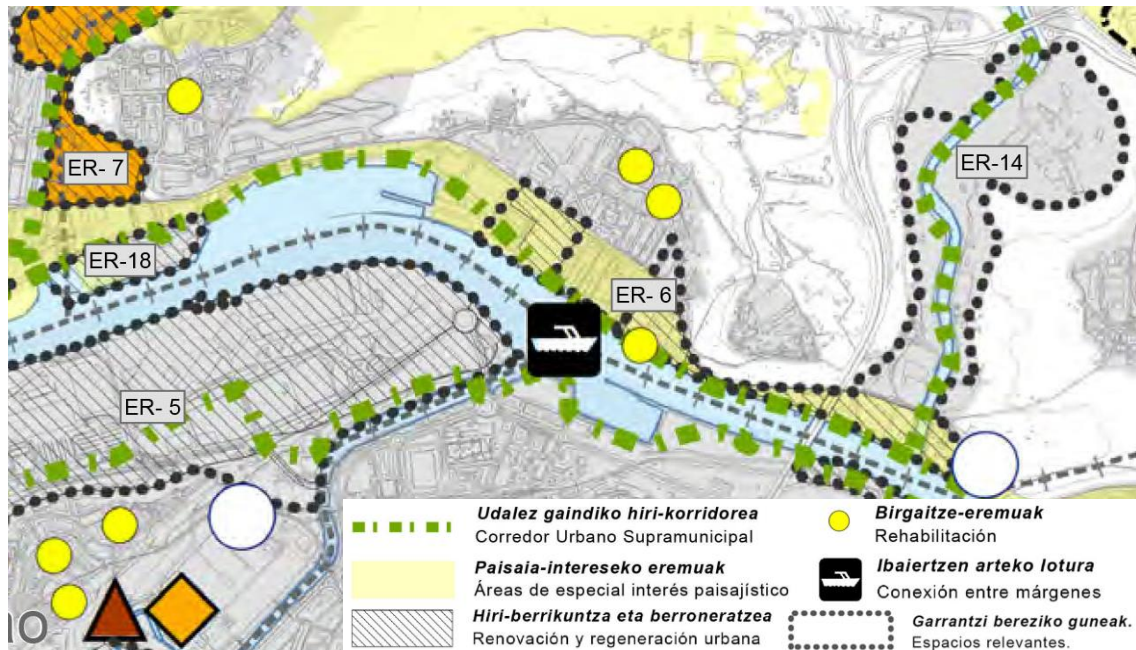 ER- 7
ER-14
ER-18
ER- 6
ER- 5
Udalez gaindiko hiri-korridorea
Corredor Urbano Supramunicipal
Birgaitze-eremuak
Rehabilitación
Paisaia-intereseko eremuak
Áreas de especial interés paisajístico
Ibaiertzen arteko lotura
Conexión entre márgenes
Hiri-berrikuntza eta berroneratzea
Renovación y regeneración urbana
Garrantzi bereziko guneak.
Espacios relevantes.